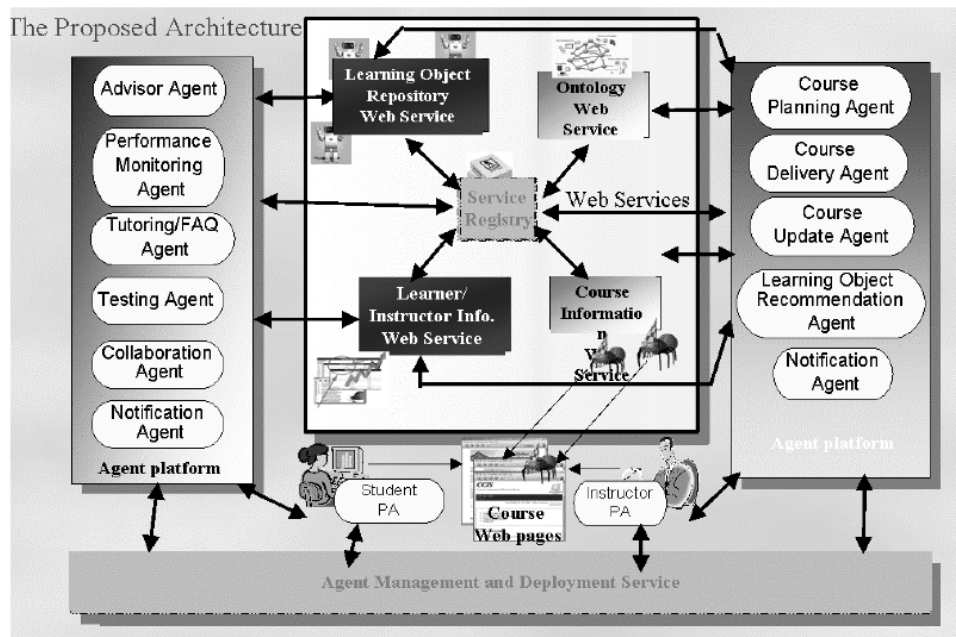 The Proposed Architecture
Advisor Agent
Performance
Monitoring
Agent
Tutoring/FAQ
Agent
Testing Agent
Collaboration
Agent
Notification
Agent
Agent platform
Learning Object
Repository
Web Service
Ontology
Web
Service
Service
Registry
Web Services
Learner/
Instructor Info.
Web Service
Course
Informatio
n
W
Service
Course
Planning Agent
Course
Delivery Agent
Course
Update Agent
Learning Object
Recommendation
Agent
Notification
Agent
Agent platform
Student
PA
Course
Web pages
Instructor
PA
Agent Management and Deployment Service